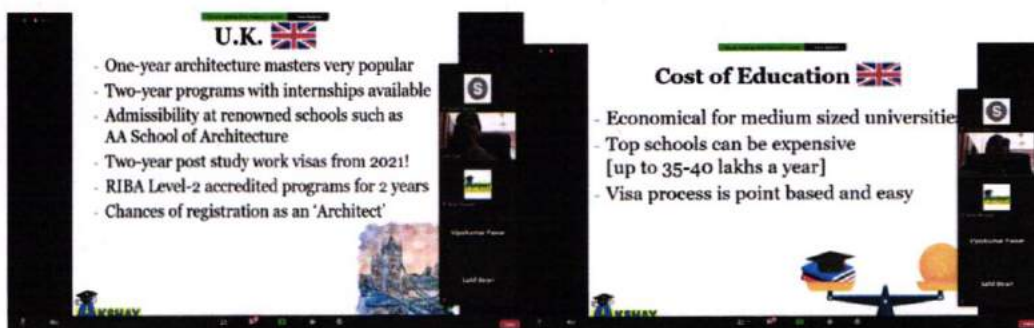 U.K.
- One-year architecture masters very popular
- Two-year programs with internships available
- Admissibility at renowned schools such as
AA School of Architecture
- Two-year post study work visas from 2021!
- RIBA Level-2 accredited programs for 2 years
- Chances of registration as an 'Architect'
S
AKSHAY
Cost of Education
- Economical for medium sized universitie
- Top schools can be expensive
[up to 35-40 lakhs a year]
- Visa process is point based and easy
S
AKSHAY